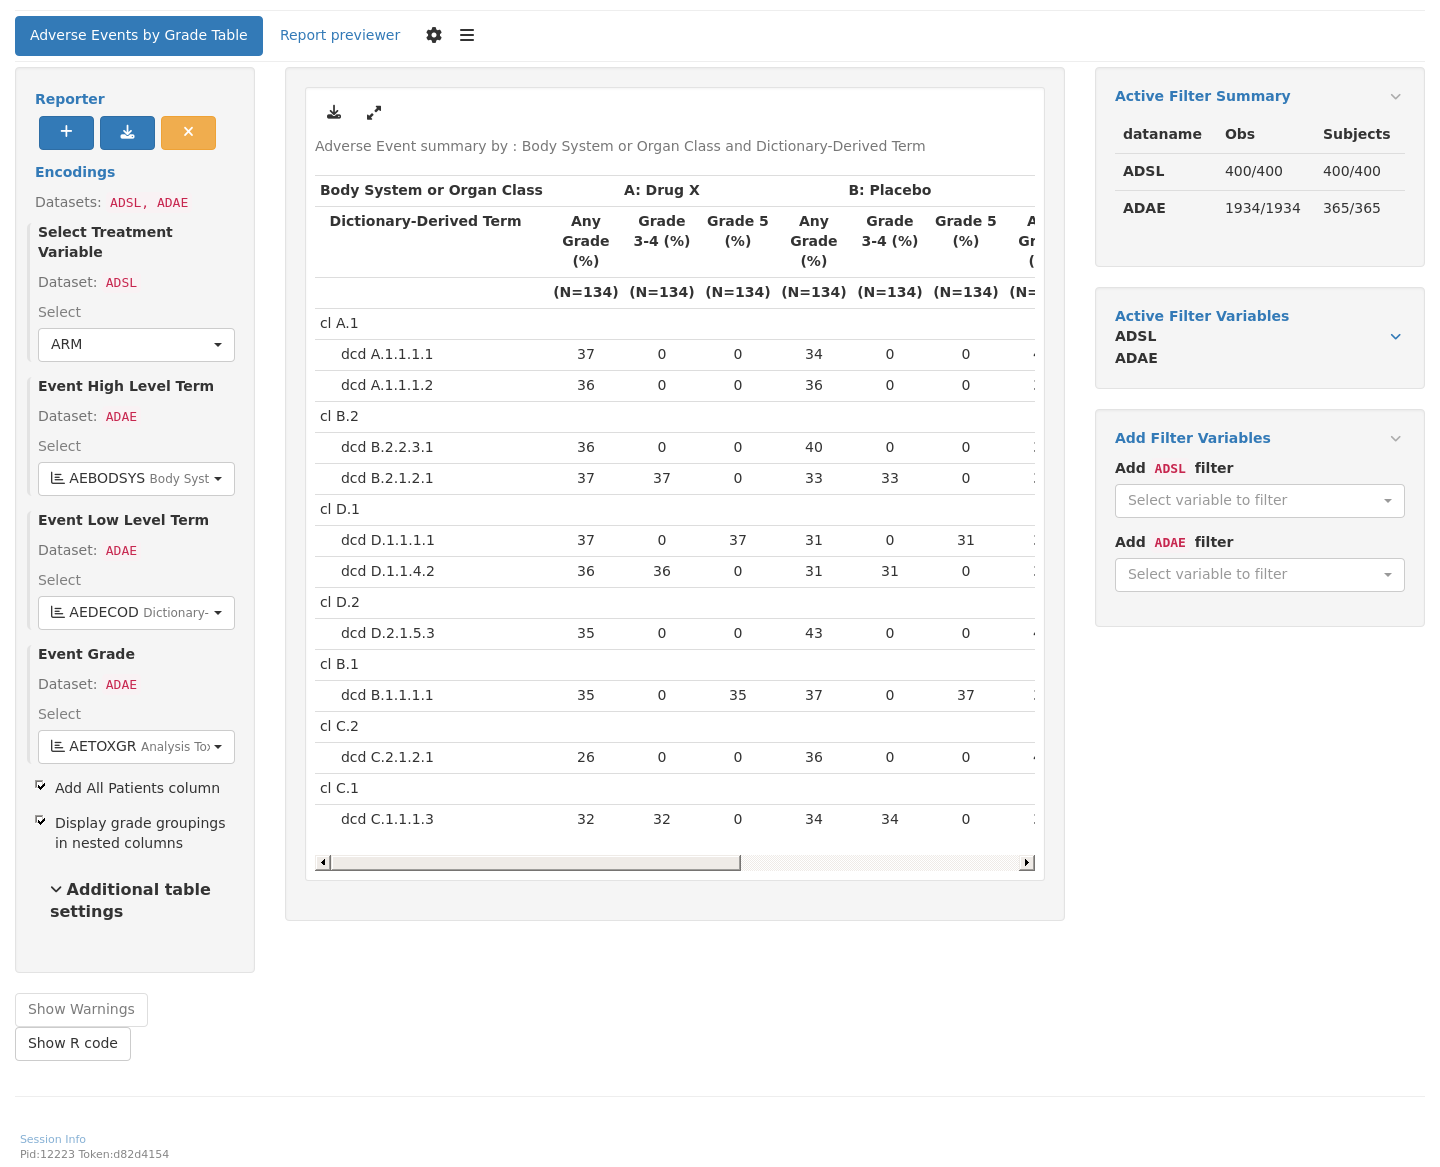 Adverse Events by Grade Table Report previewer
Reporter
Encodings
Datasets: ADSL, ADAE
Select Treatment
Variable
Dataset: ADSL
Select
ARM
Event High Level Term
Dataset: ADAE
Select
AEBODSYS Body Syst
Event Low Level Term
Dataset: ADAE
Select
AEDECOD Dictionary-
Event Grade
Dataset: ADAE
Select
AETOXGR Analysis Tox
Add All Patients column
Display grade groupings
in nested columns
Additional table
settings
Show Warnings
Show R code
Adverse Event summary by : Body System or Organ Class and Dictionary-Derived Term
Body System or Organ Class A: Drug X B: Placebo
Dictionary-Derived Term Any Grade Grade 5 Any Grade Grade 5
Grade 3-4 (%) (%) Grade 3-4 (%) (%)
(%) (%)
(N=134) (N=134) (N=134) (N=134) (N=134) (N=134) (N=
cl A.1
dcd A.1.1.1.1 37 0 0 34 0 0
dcd A.1.1.1.2 36 0 0 36 0 0
cl B.2
dcd B.2.2.3.1 36 0 0 40 0 0
dcd B.2.1.2.1 37 37 0 33 33 0
cl D.1
dcd D.1.1.1.1 37 0 37 31 0 31
dcd D.1.1.4.2 36 36 0 31 31 0
cl D.2
dcd D.2.1.5.3 35 0 0 43 0 0
cl B.1
dcd B.1.1.1.1 35 0 35 37 0 37
cl C.2
dcd C.2.1.2.1 26 0 0 36 0 0
cl C.1
dcd C.1.1.1.3 32 32 0 34 34 0
Active Filter Summary
dataname Obs Subjects
ADSL 400/400 400/400
ADAE 1934/1934 365/365
Active Filter Variables
ADSL
ADAE
Add Filter Variables
Add ADSL filter
Select variable to filter
Add ADAE filter
Select variable to filter
Session Info
Pid:12223 Token:d82d4154